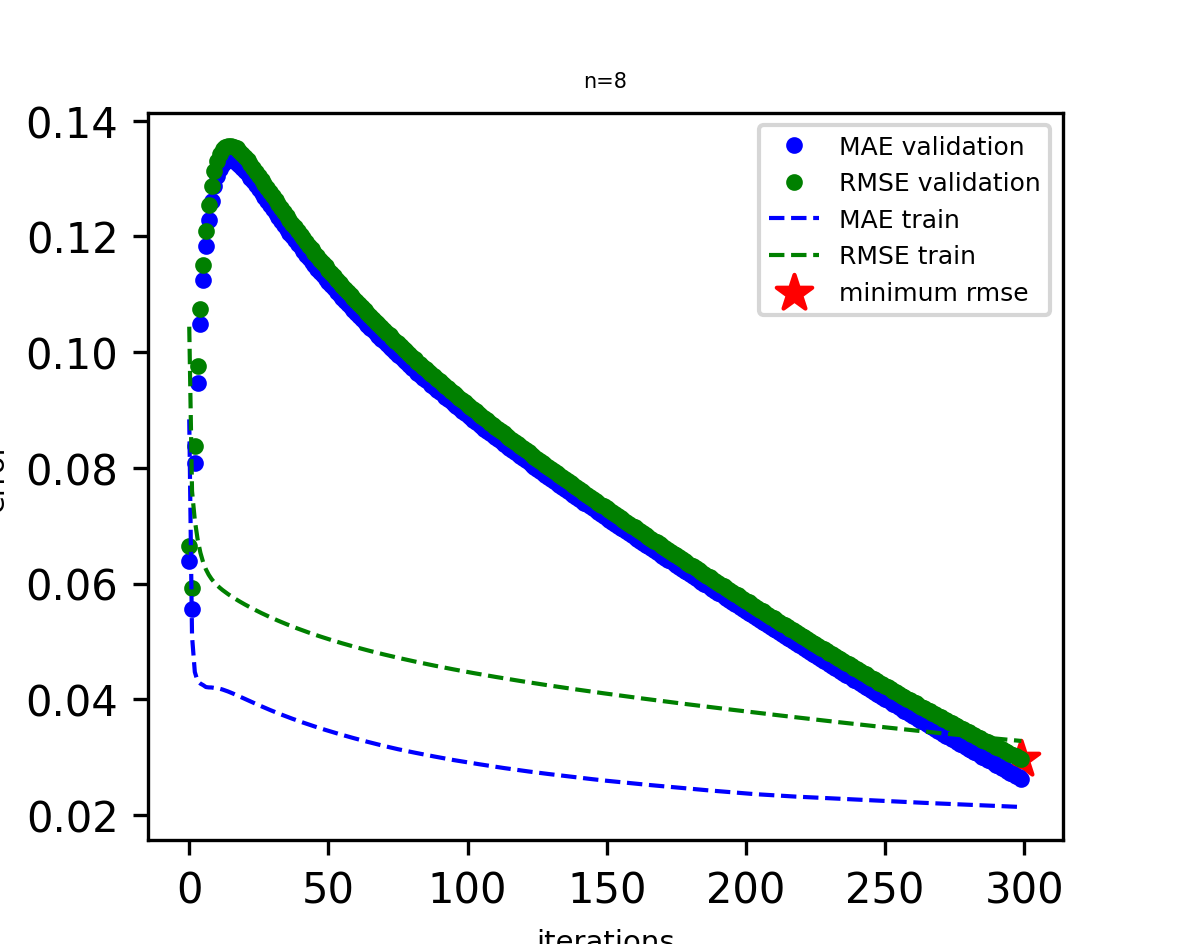 n=8
0.14
0.12
0.10
0.08
0.06
0.04
0.02
MAE validation
RMSE validation
MAE train
RMSE train
minimum rmse
0 50 100 150 200 250 300
iterations